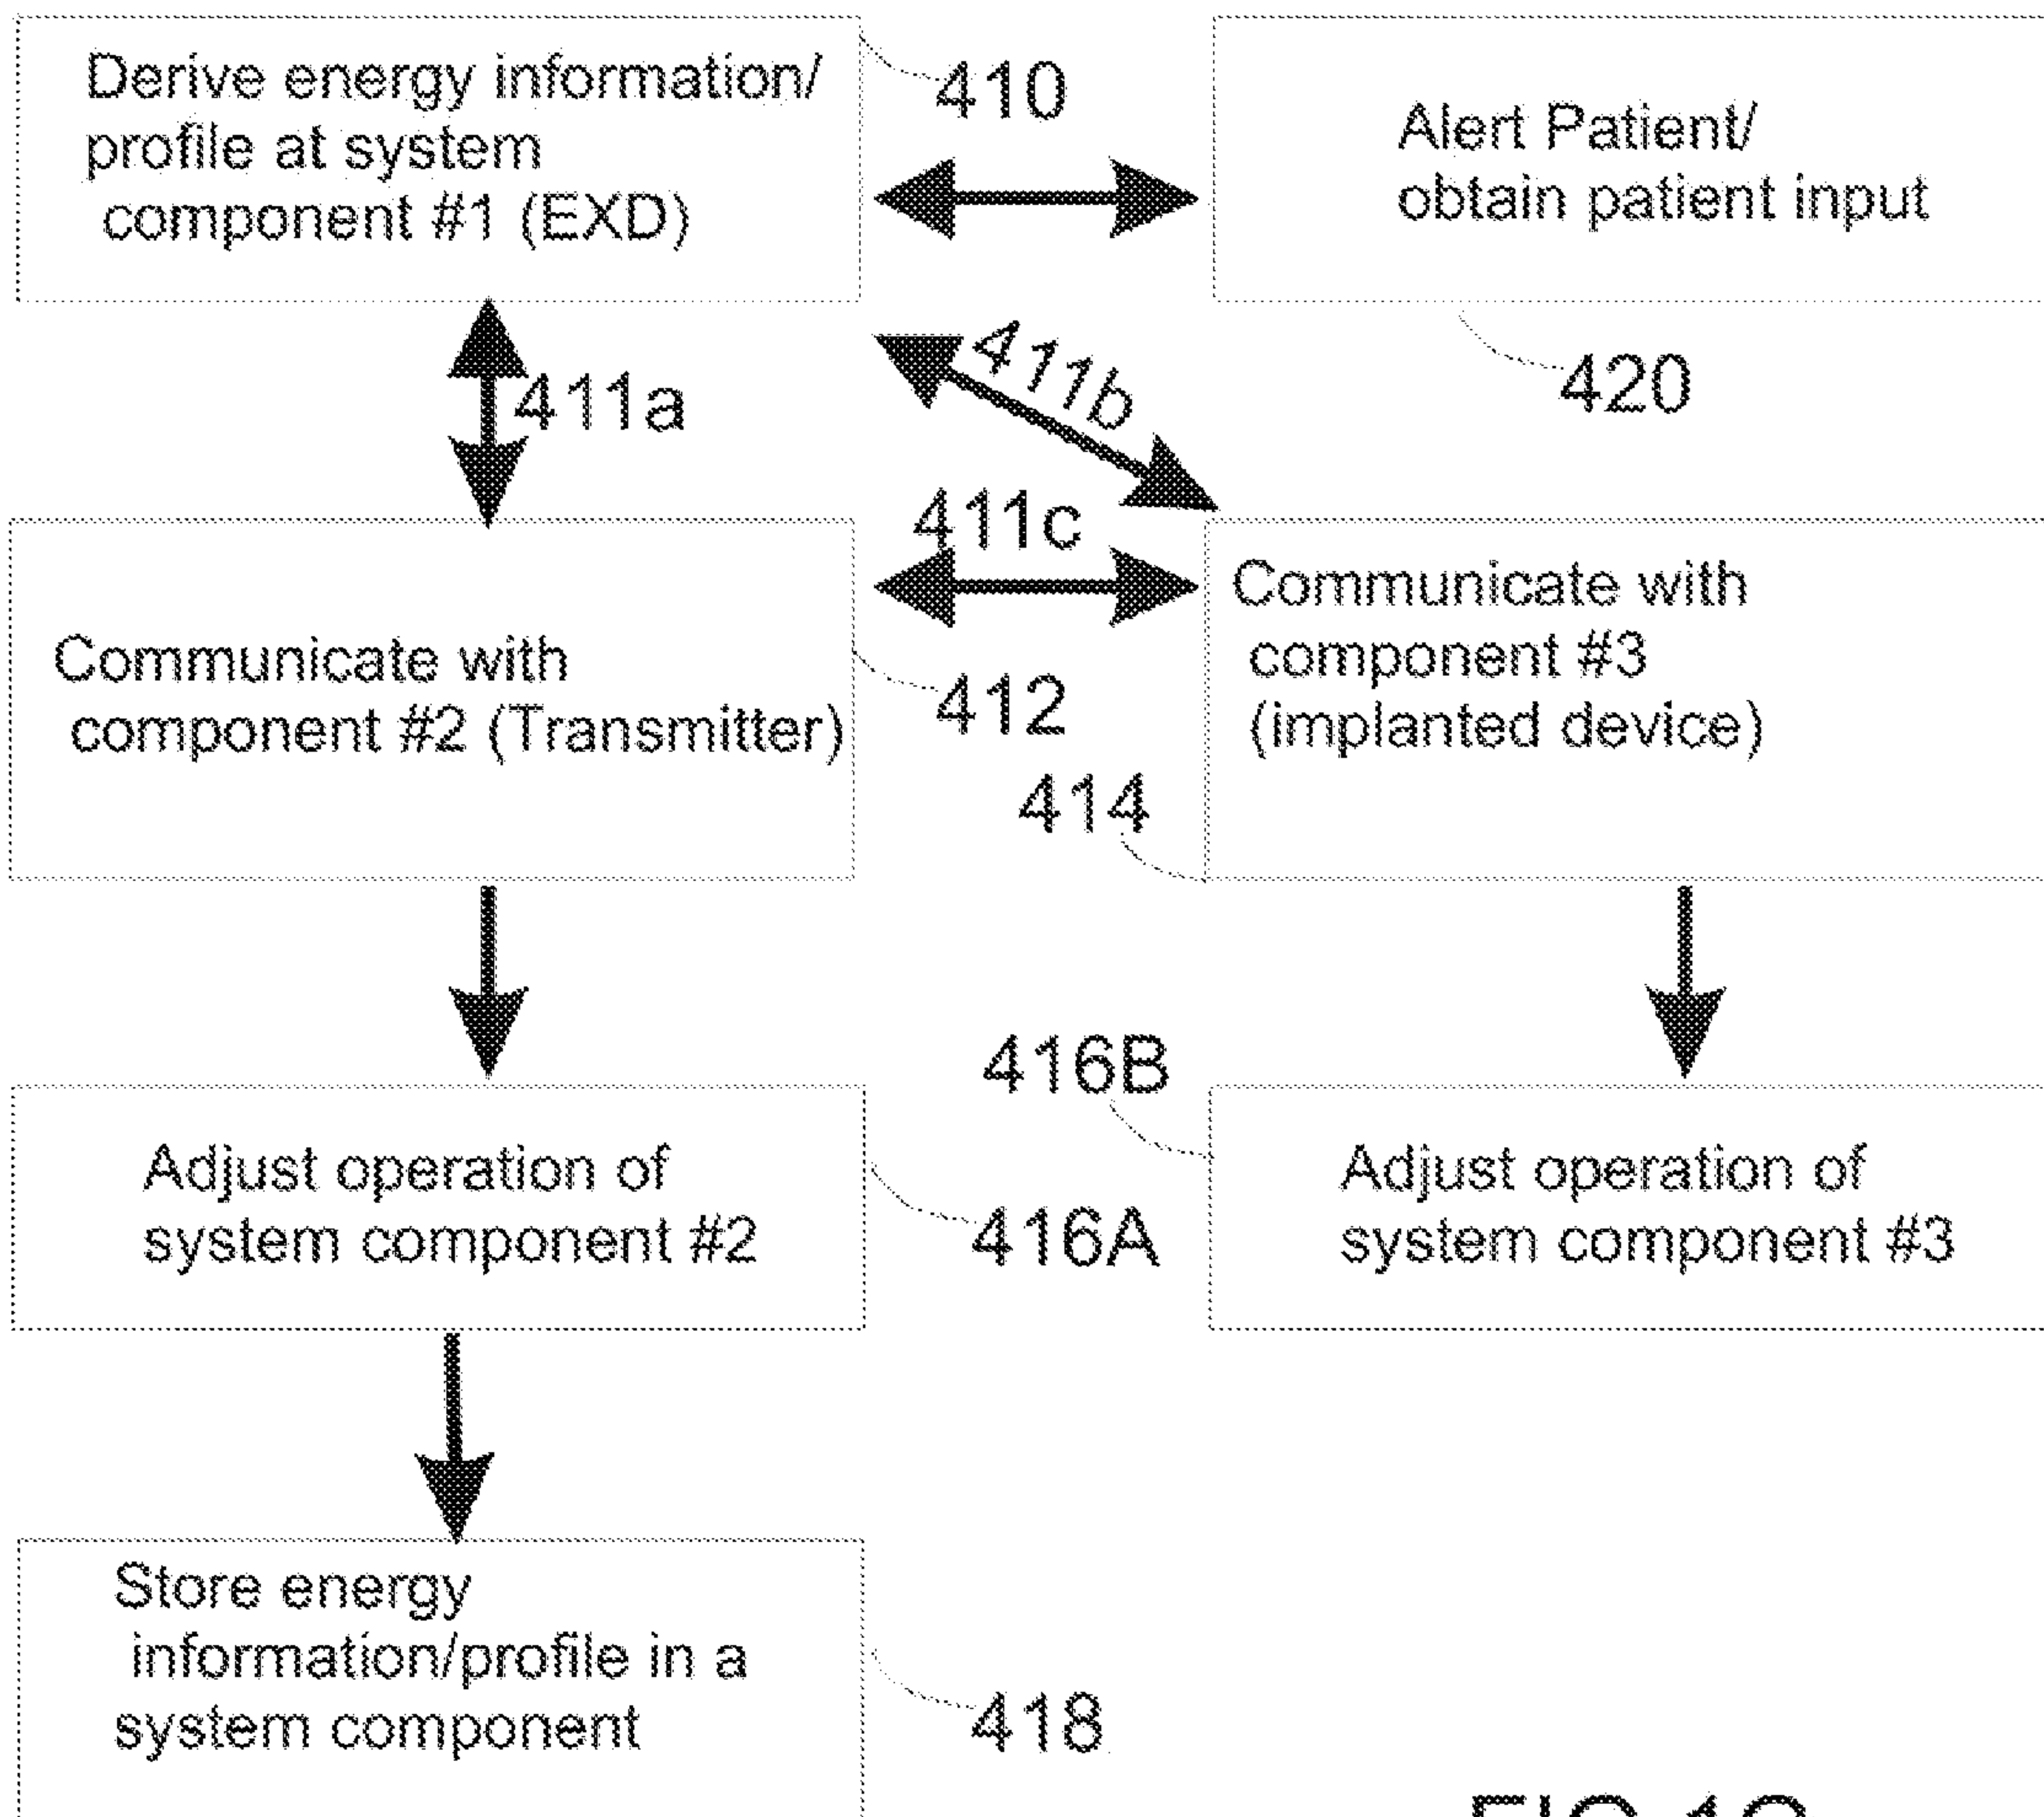 Derive energy information/
profile at system
component #1 (EXD)
410
Alert Patient/
obtain patient input
420
411a
411b
411c
Communicate with
component #2 (Transmitter)
412
Communicate with
component #3
(implanted device)
414
Adjust operation of
system component #2
416A
416B
Adjust operation of
system component #3
Store energy
information/profile in a
system component
418